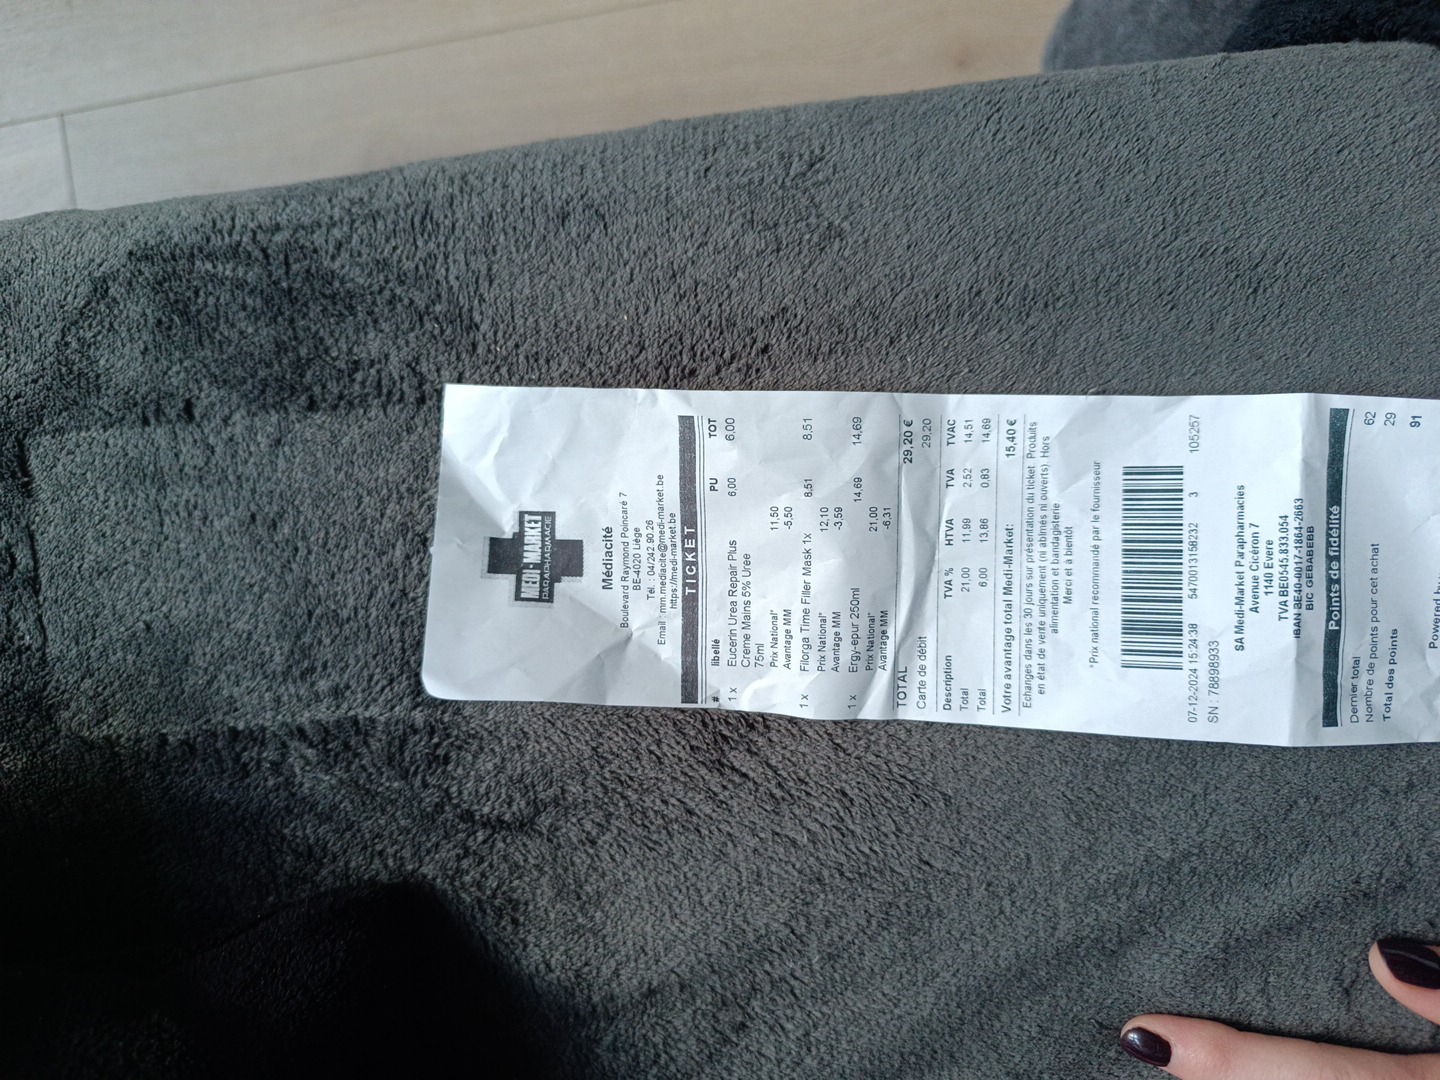 MEDI-MARKET
PARAPHARMACIE
Médiacité
Boulevard Raymond Poincaré 7
BE-4020 Liège
Tél. : 04/242.90.26
Email : mm.mediacite@medi-market.be
https://medi-market.be
TICKET
# libellé PU TOT
1 x Eucerin Urea Repair Plus 6,00 6,00
Creme Mains 5% Uree
75ml
Prix National* 11,50
Avantage MM -5,50
1 x Filorga Time Filler Mask 1x 8,51 8,51
Prix National* 12,10
Avantage MM -3,59
1 x Ergy-epur 250ml 14,69 14,69
Prix National* 21,00
Avantage MM -6,31
TOTAL 29,20 €
Carte de débit 29,20
Description TVA % HTVA TVA TVAC
Total 21,00 11,99 2,52 14,51
Total 6,00 13,86 0,83 14,69
Votre avantage total Medi-Market: 15,40 €
Echanges dans les 30 jours sur présentation du ticket. Produits
en état de vente uniquement (ni abîmés ni ouverts). Hors
alimentation et bandagisterie
Merci et à bientôt
*Prix national recommandé par le fournisseur
07-12-2024 15:24:38 5470013158232 3 105257
SN : 78898933
SA Medi-Market Parapharmacies
Avenue Cicéron 7
1140 Evere
TVA BE0545.833.054
IBAN BE40-0017-1864-2663
BIC GEBABEBB
Points de fidélité
Dernier total 62
Nombre de points pour cet achat 29
Total des points 91
Powered